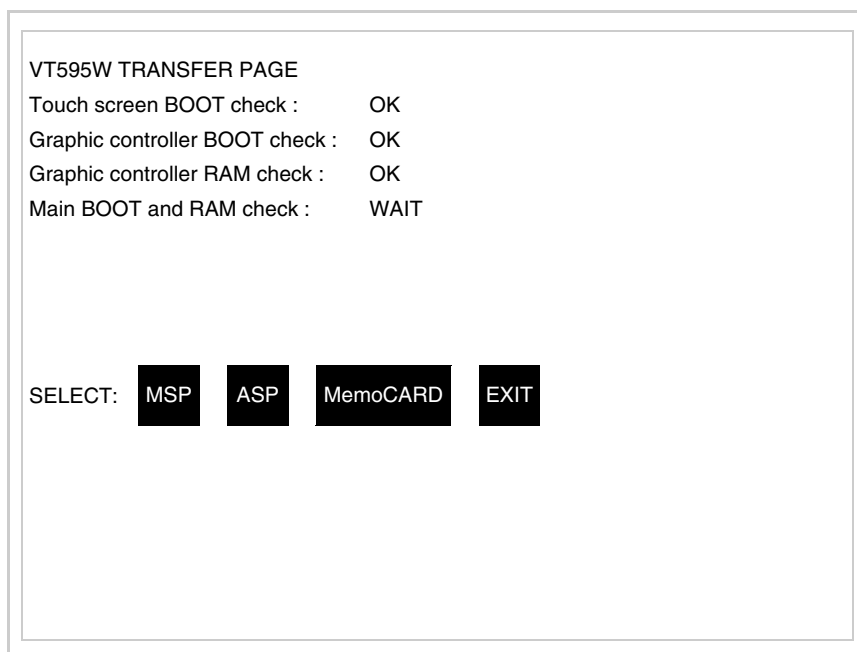 VT595W TRANSFER PAGE
Touch screen BOOT check : OK
Graphic controller BOOT check : OK
Graphic controller RAM check : OK
Main BOOT and RAM check : WAIT
SELECT: MSP ASP MemoCARD EXIT